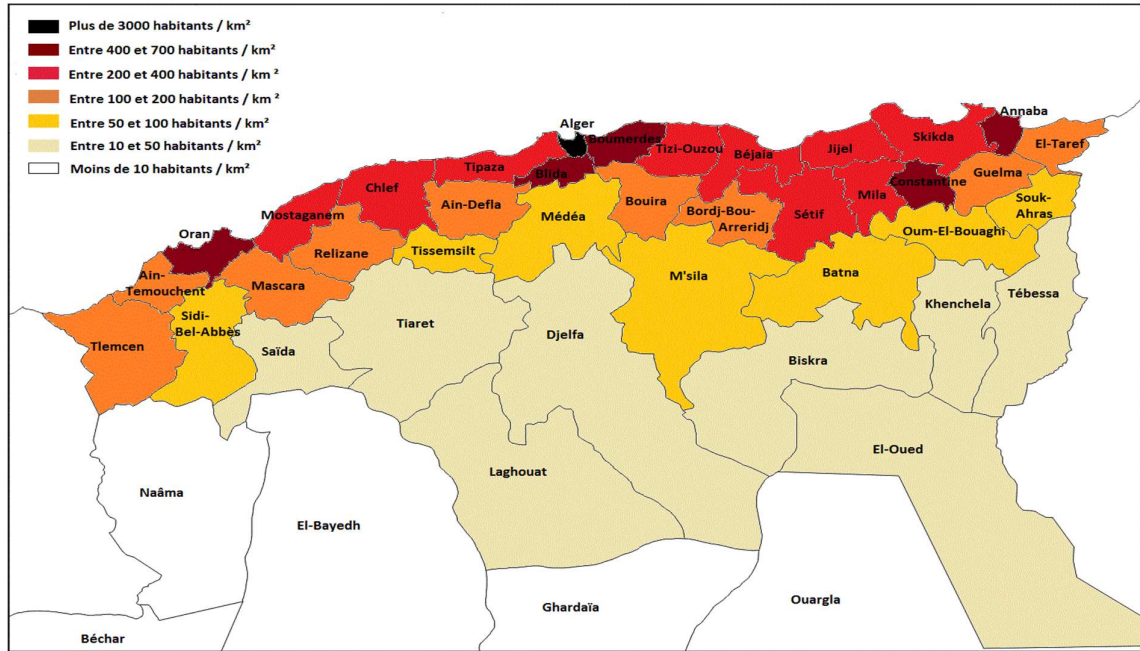 Plus de 3000 habitants / km²
Entre 400 et 700 habitants / km²
Entre 200 et 400 habitants / km ²
Entre 100 et 200 habitants / km ²
Entre 50 et 100 habitants / km²
Entre 10 et 50 habitants / km²
Moins de 10 habitants / km²
Alger
Boumerdes
Tizi-Ouzou
Béjaia
Jijel
Skikda
Annaba
El-Taref
Tipaza
Blida
Chlef
Ain-Defla
Médéa
Bouira
Bordj-Bou-
Arreridj
Sétif
Mila
Constantine
Guelma
Souk-
Ahras
Mostaganem
Oran
Relizane
Tissemsilt
Oum-El-Bouaghi
Ain-
Temouchent
Mascara
M'sila
Batna
Khenchela
Tébessa
Sidi-
Bel-Abbès
Tlemcen
Saïda
Tiaret
Djelfa
Biskra
Laghouat
El-Oued
Naâma
El-Bayedh
Ghardaïa
Ouargla
Béchar